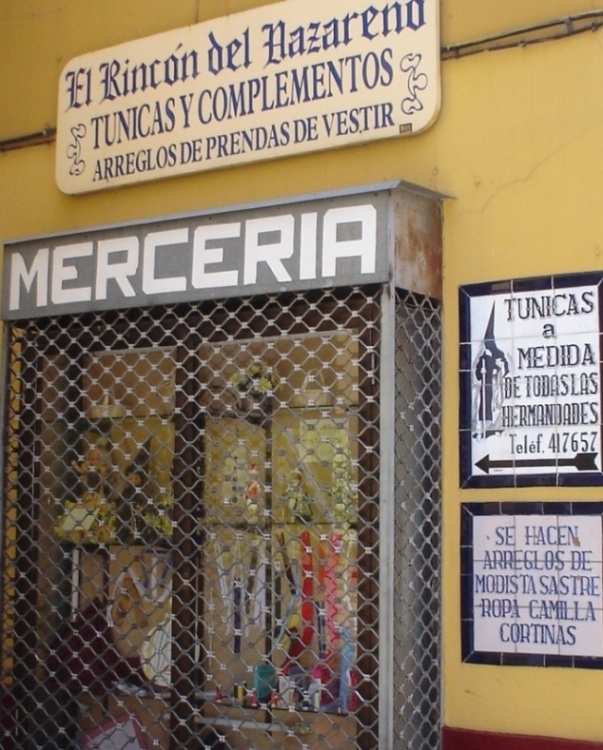 El Rincón del Nazareno
TUNICAS Y COMPLEMENTOS
ARREGLOS DE PRENDAS DE VESTIR
MERCERIA
TUNICAS
a
MEDIDA
DE TODAS LAS
HERMANDADES
Teléf. 417657
SE HACEN
ARREGLOS DE
MODISTA SASTRE
ROPA CAMILLA
CORTINAS